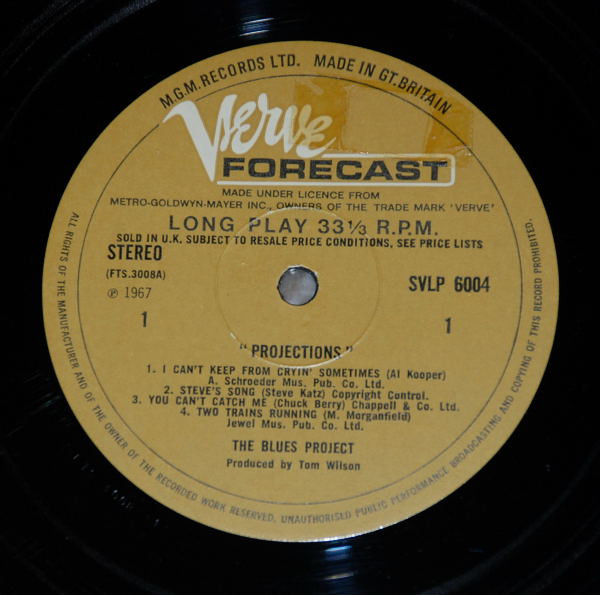 M.G.M. RECORDS LTD. MADE IN GT. BRITAIN
Verve
FORECAST
MADE UNDER LICENCE FROM
METRO-GOLDWYN-MAYER INC., OWNERS OF THE TRADE MARK 'VERVE'
LONG PLAY 33⅓ R.P.M.
SOLD IN U.K. SUBJECT TO RESALE PRICE CONDITIONS, SEE PRICE LISTS
STEREO
(FTS.3008A)
SVLP 6004
℗ 1967
1
1
"PROJECTIONS"
1. I CAN'T KEEP FROM CRYIN' SOMETIMES (Al Kooper)
A. Schroeder Mus. Pub. Co. Ltd.
2. STEVE'S SONG (Steve Katz) Copyright Control.
3. YOU CAN'T CATCH ME (Chuck Berry) Chappell & Co. Ltd.
4. TWO TRAINS RUNNING (M. Morganfield)
Jewel Mus. Pub. Co. Ltd.
THE BLUES PROJECT
Produced by Tom Wilson
ALL RIGHTS OF THE MANUFACTURER AND OF THE OWNER OF THE RECORDED WORK RESERVED. UNAUTHORISED PUBLIC PERFORMANCE BROADCASTING AND COPYING OF THIS RECORD PROHIBITED.